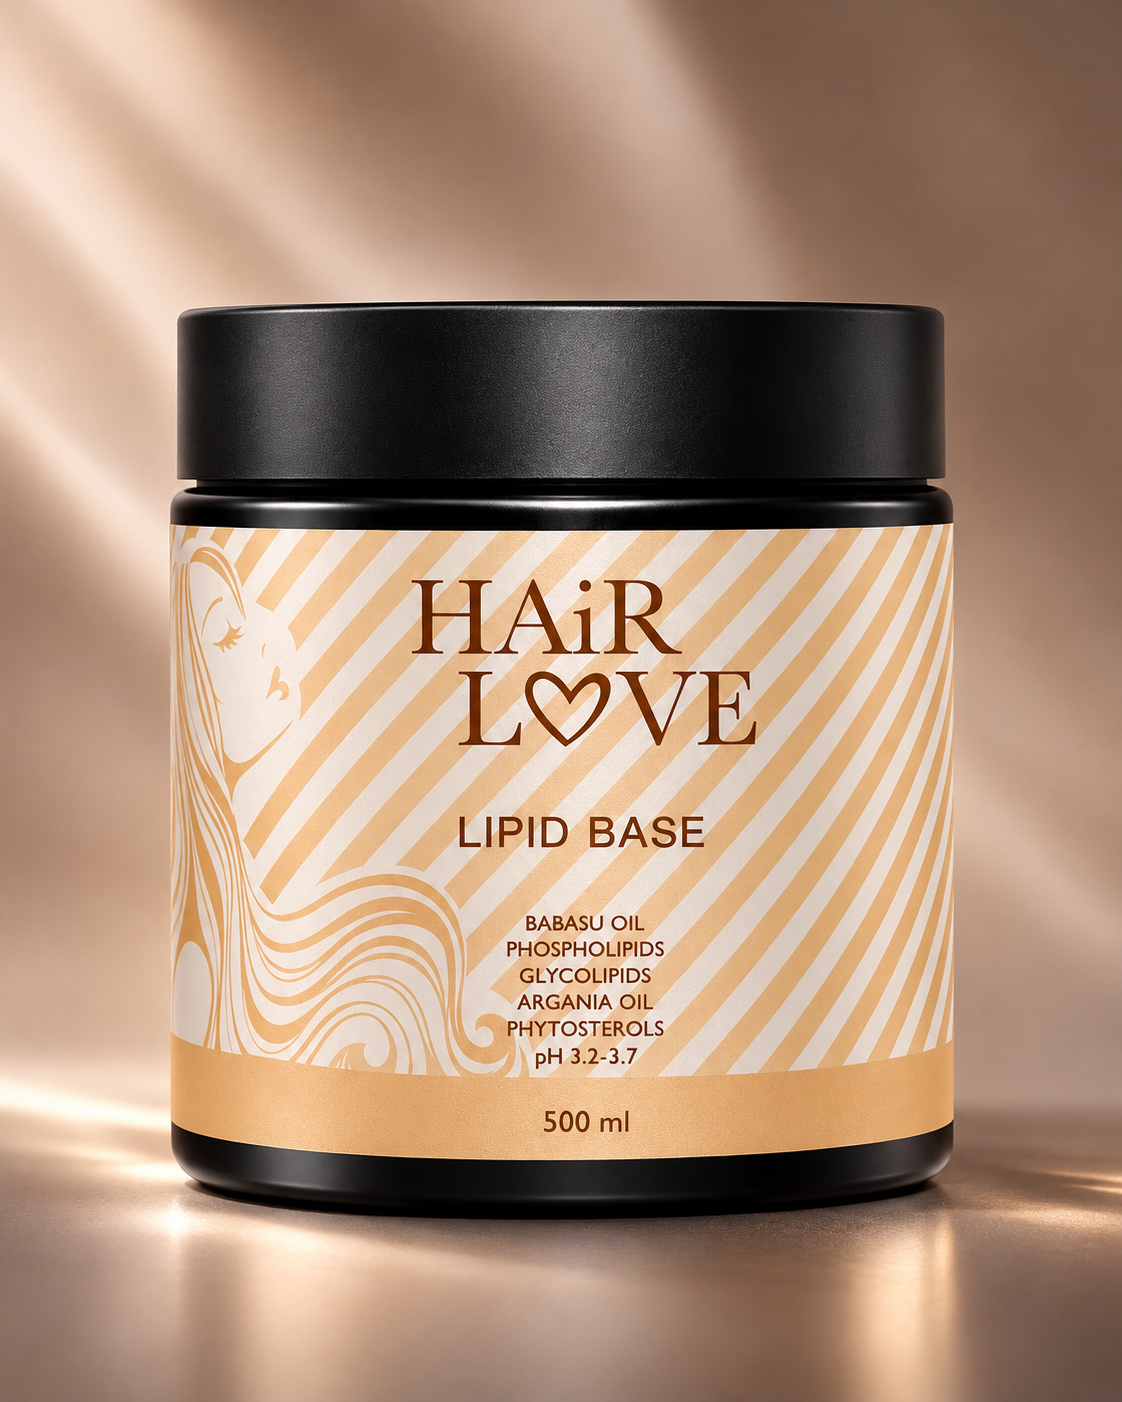 HAiR
LOVE
LIPID BASE
BABASU OIL
PHOSPHOLIPIDS
GLYCOLIPIDS
ARGANIA OIL
PHYTOSTEROLS
pH 3.2-3.7
500 ml